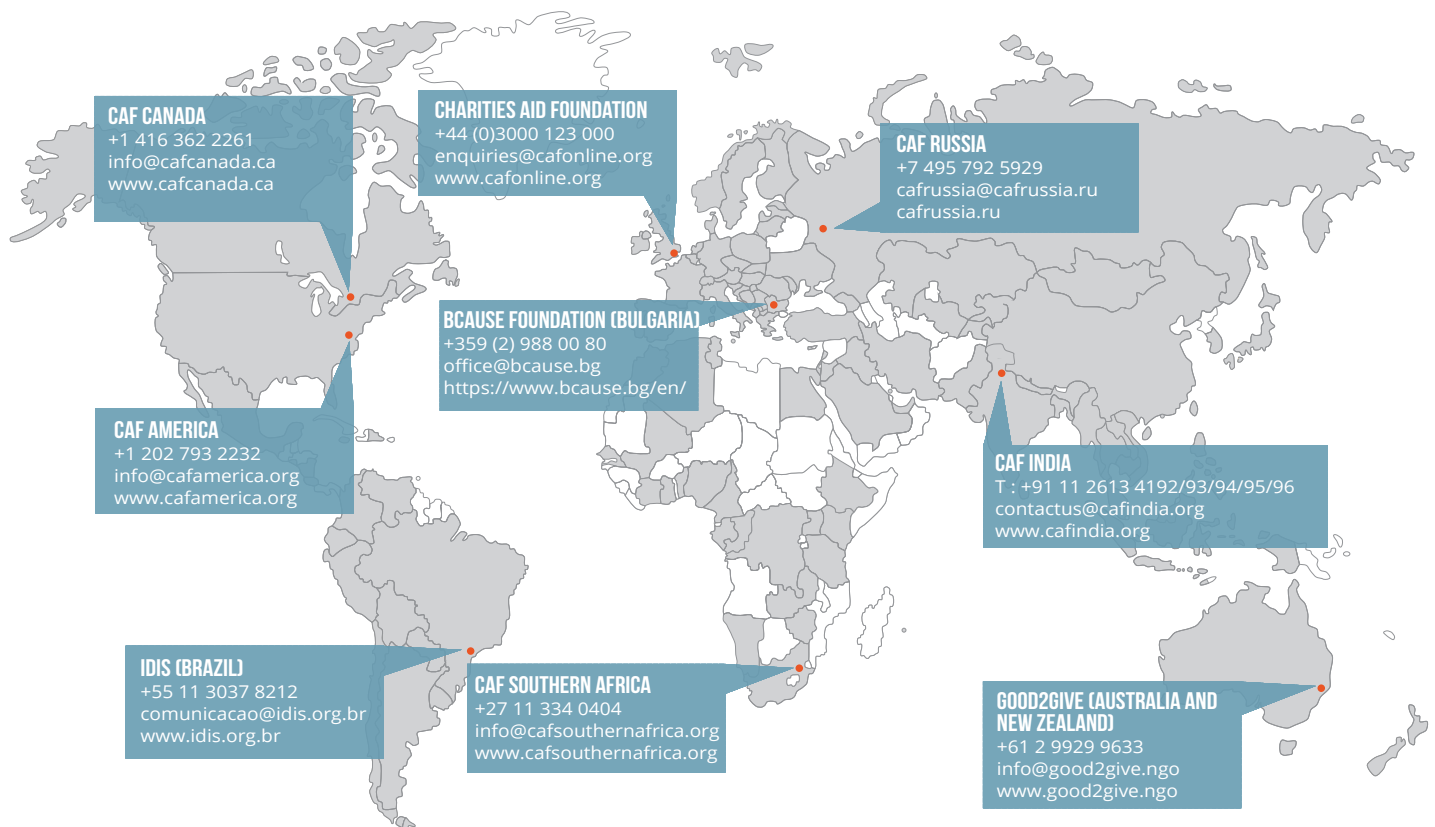 CAF CANADA
+1 416 362 2261
info@cafcanada.ca
www.cafcanada.ca
CHARITIES AID FOUNDATION
+44 (0)3000 123 000
enquiries@cafonline.org
www.cafonline.org
CAF RUSSIA
+7 495 792 5929
cafrussia@cafrussia.ru
cafrussia.ru
BCAUSE FOUNDATION (BULGARIA)
+359 (2) 988 00 80
office@bcause.bg
https://www.bcause.bg/en/
CAF AMERICA
+1 202 793 2232
info@cafamerica.org
www.cafamerica.org
CAF INDIA
T : +91 11 2613 4192/93/94/95/96
contactus@cafindia.org
www.cafindia.org
IDIS (BRAZIL)
+55 11 3037 8212
comunicacao@idis.org.br
www.idis.org.br
CAF SOUTHERN AFRICA
+27 11 334 0404
info@cafsouthernafrica.org
www.cafsouthernafrica.org
GOOD2GIVE (AUSTRALIA AND
NEW ZEALAND)
+61 2 9929 9633
info@good2give.ngo
www.good2give.ngo